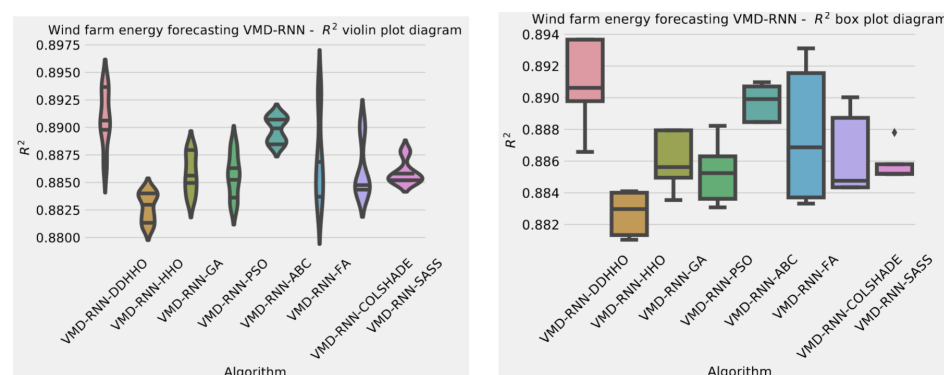 Wind farm energy forecasting VMD-RNN - R² violin plot diagram
0.8975
0.8950
0.8925
0.8900
0.8875
0.8850
0.8825
0.8800
R²
VMD-RNN-DDHHO
VMD-RNN-HHO
VMD-RNN-GA
VMD-RNN-PSO
VMD-RNN-ABC
VMD-RNN-FA
VMD-RNN-COLSHADE
VMD-RNN-SASS
Algorithm
Wind farm energy forecasting VMD-RNN - R² box plot diagram
0.894
0.892
0.890
0.888
0.886
0.884
0.882
R²
VMD-RNN-DDHHO
VMD-RNN-HHO
VMD-RNN-GA
VMD-RNN-PSO
VMD-RNN-ABC
VMD-RNN-FA
VMD-RNN-COLSHADE
VMD-RNN-SASS
Algorithm